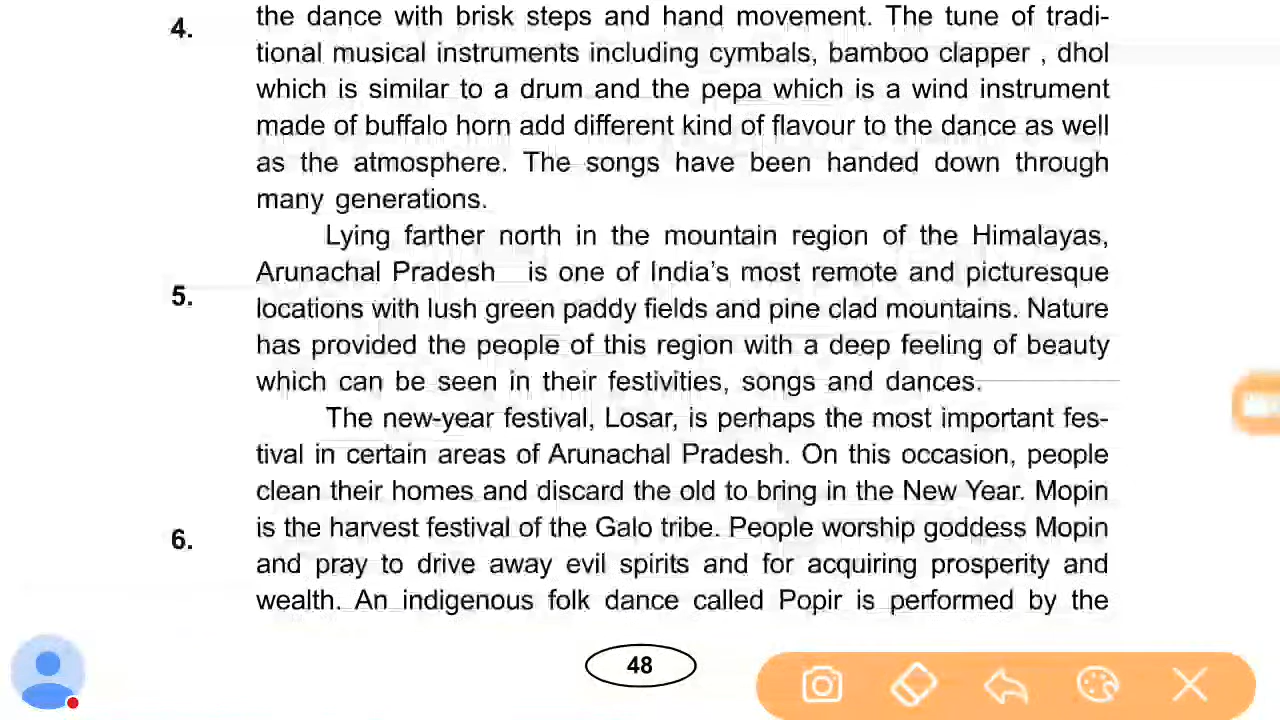 4.
the dance with brisk steps and hand movement. The tune of tradi-
tional musical instruments including cymbals, bamboo clapper , dhol
which is similar to a drum and the pepa which is a wind instrument
made of buffalo horn add different kind of flavour to the dance as well
as the atmosphere. The songs have been handed down through
many generations.
Lying farther north in the mountain region of the Himalayas,
Arunachal Pradesh is one of India's most remote and picturesque
5.
locations with lush green paddy fields and pine clad mountains. Nature
has provided the people of this region with a deep feeling of beauty
which can be seen in their festivities, songs and dances.
The new-year festival, Losar, is perhaps the most important fes-
tival in certain areas of Arunachal Pradesh. On this occasion, people
clean their homes and discard the old to bring in the New Year. Mopin
6.
is the harvest festival of the Galo tribe. People worship goddess Mopin
and pray to drive away evil spirits and for acquiring prosperity and
wealth. An indigenous folk dance called Popir is performed by the
48